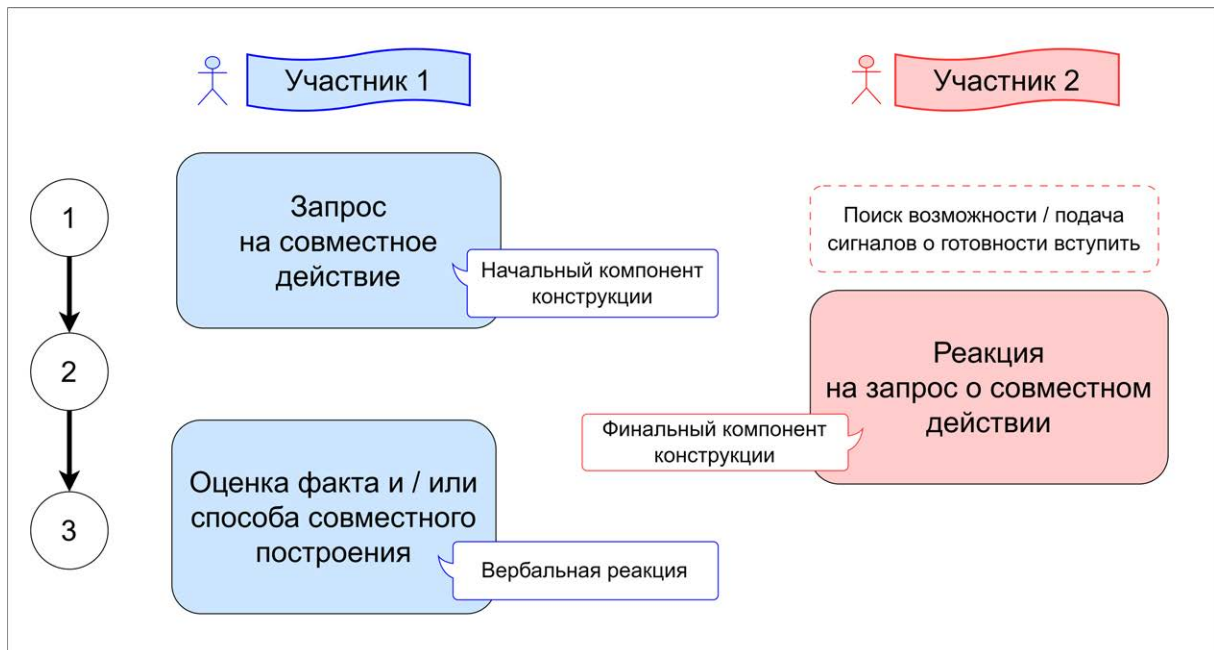 Участник 1
Участник 2
1
Запрос
на совместное
действие
Начальный компонент
конструкции
Поиск возможности / подача
сигналов о готовности вступить
2
Реакция
на запрос о совместном
действии
Финальный компонент
конструкции
3
Оценка факта и / или
способа совместного
построения
Вербальная реакция